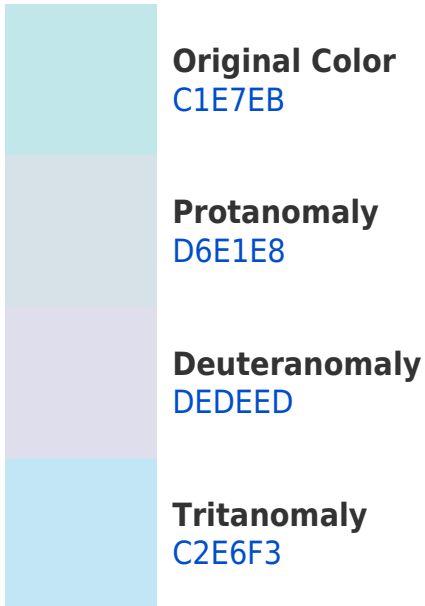 Original Color
C1E7EB
Protanomaly
D6E1E8
Deuteranomaly
DEDEED
Tritanomaly
C2E6F3